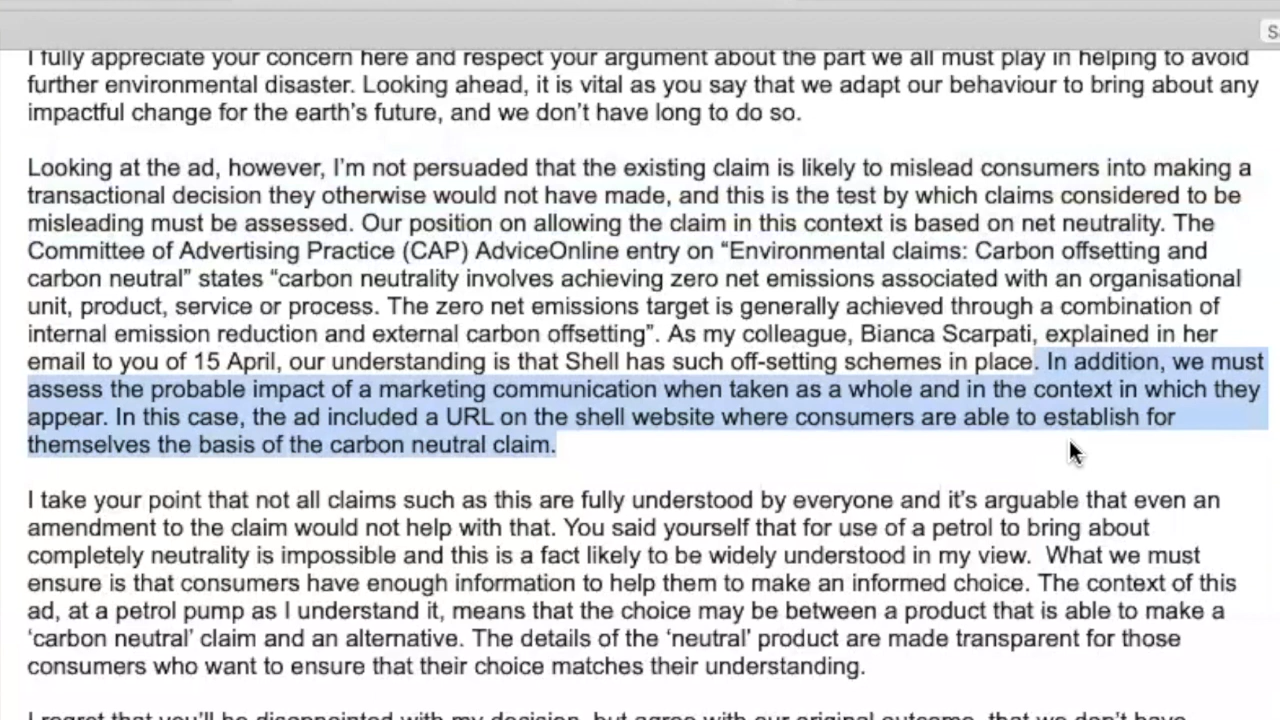 S
I fully appreciate your concern here and respect your argument about the part we all must play in helping to avoid
further environmental disaster. Looking ahead, it is vital as you say that we adapt our behaviour to bring about any
impactful change for the earth's future, and we don't have long to do so.
Looking at the ad, however, I'm not persuaded that the existing claim is likely to mislead consumers into making a
transactional decision they otherwise would not have made, and this is the test by which claims considered to be
misleading must be assessed. Our position on allowing the claim in this context is based on net neutrality. The
Committee of Advertising Practice (CAP) AdviceOnline entry on “Environmental claims: Carbon offsetting and
carbon neutral” states “carbon neutrality involves achieving zero net emissions associated with an organisational
unit, product, service or process. The zero net emissions target is generally achieved through a combination of
internal emission reduction and external carbon offsetting”. As my colleague, Bianca Scarpati, explained in her
email to you of 15 April, our understanding is that Shell has such off-setting schemes in place. In addition, we must
assess the probable impact of a marketing communication when taken as a whole and in the context in which they
appear. In this case, the ad included a URL on the shell website where consumers are able to establish for
themselves the basis of the carbon neutral claim.
I take your point that not all claims such as this are fully understood by everyone and it's arguable that even an
amendment to the claim would not help with that. You said yourself that for use of a petrol to bring about
completely neutrality is impossible and this is a fact likely to be widely understood in my view.  What we must
ensure is that consumers have enough information to help them to make an informed choice. The context of this
ad, at a petrol pump as I understand it, means that the choice may be between a product that is able to make a
‘carbon neutral’ claim and an alternative. The details of the ‘neutral’ product are made transparent for those
consumers who want to ensure that their choice matches their understanding.
I regret that you'll be disappointed with my decision, but agree with our original outcome, that we don't have